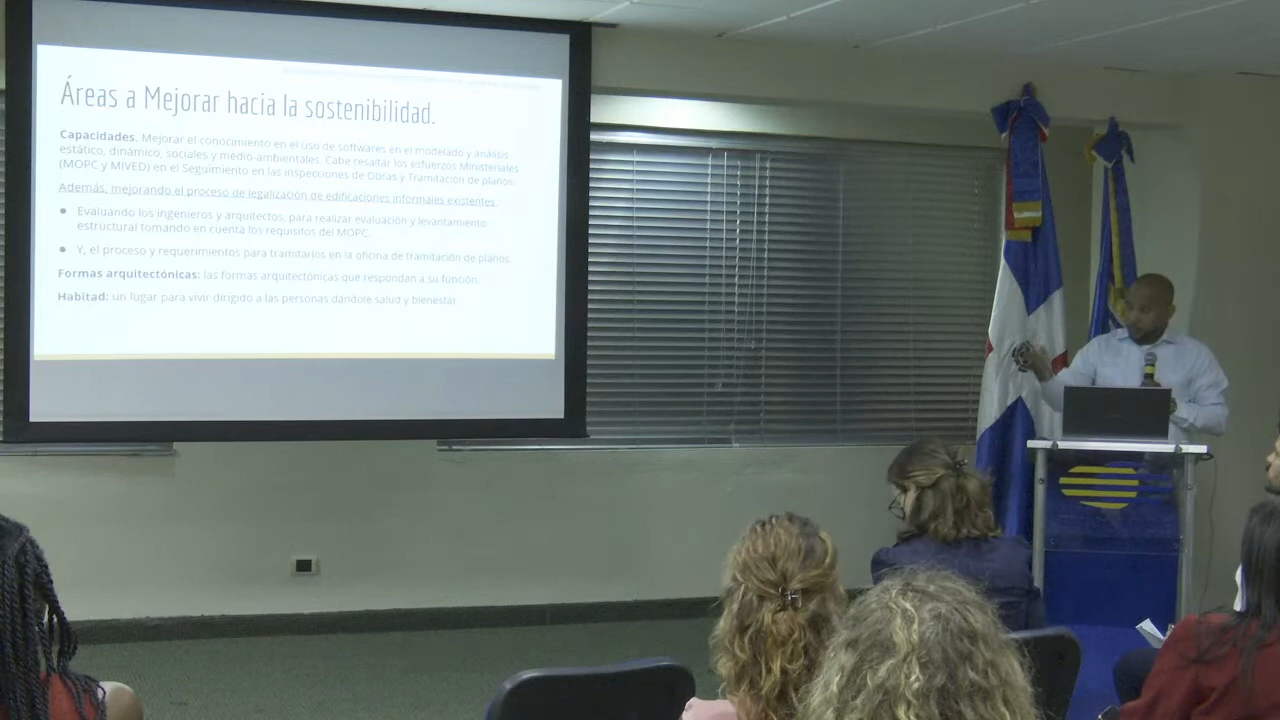 Áreas a Mejorar hacia la sostenibilidad.
Capacidades. Mejorar el conocimiento en el uso de softwares en el modelado y análisis
estático, dinámico, sociales y medio-ambientales. Cabe resaltar los esfuerzos Ministeriales
(MOPC y MIVED) en el Seguimiento en las inspecciones de Obras y Tramitación de planos.
Además, mejorando el proceso de legalización de edificaciones informales existentes.
● Evaluando los ingenieros y arquitectos, para realizar evaluación y levantamiento
estructural tomando en cuenta los requisitos del MOPC.
● Y, el proceso y requerimientos para tramitarlos en la oficina de tramitación de planos.
Formas arquitectónicas: las formas arquitectónicas que respondan a su función.
Habitad: un lugar para vivir dirigido a las personas dándole salud y bienestar.